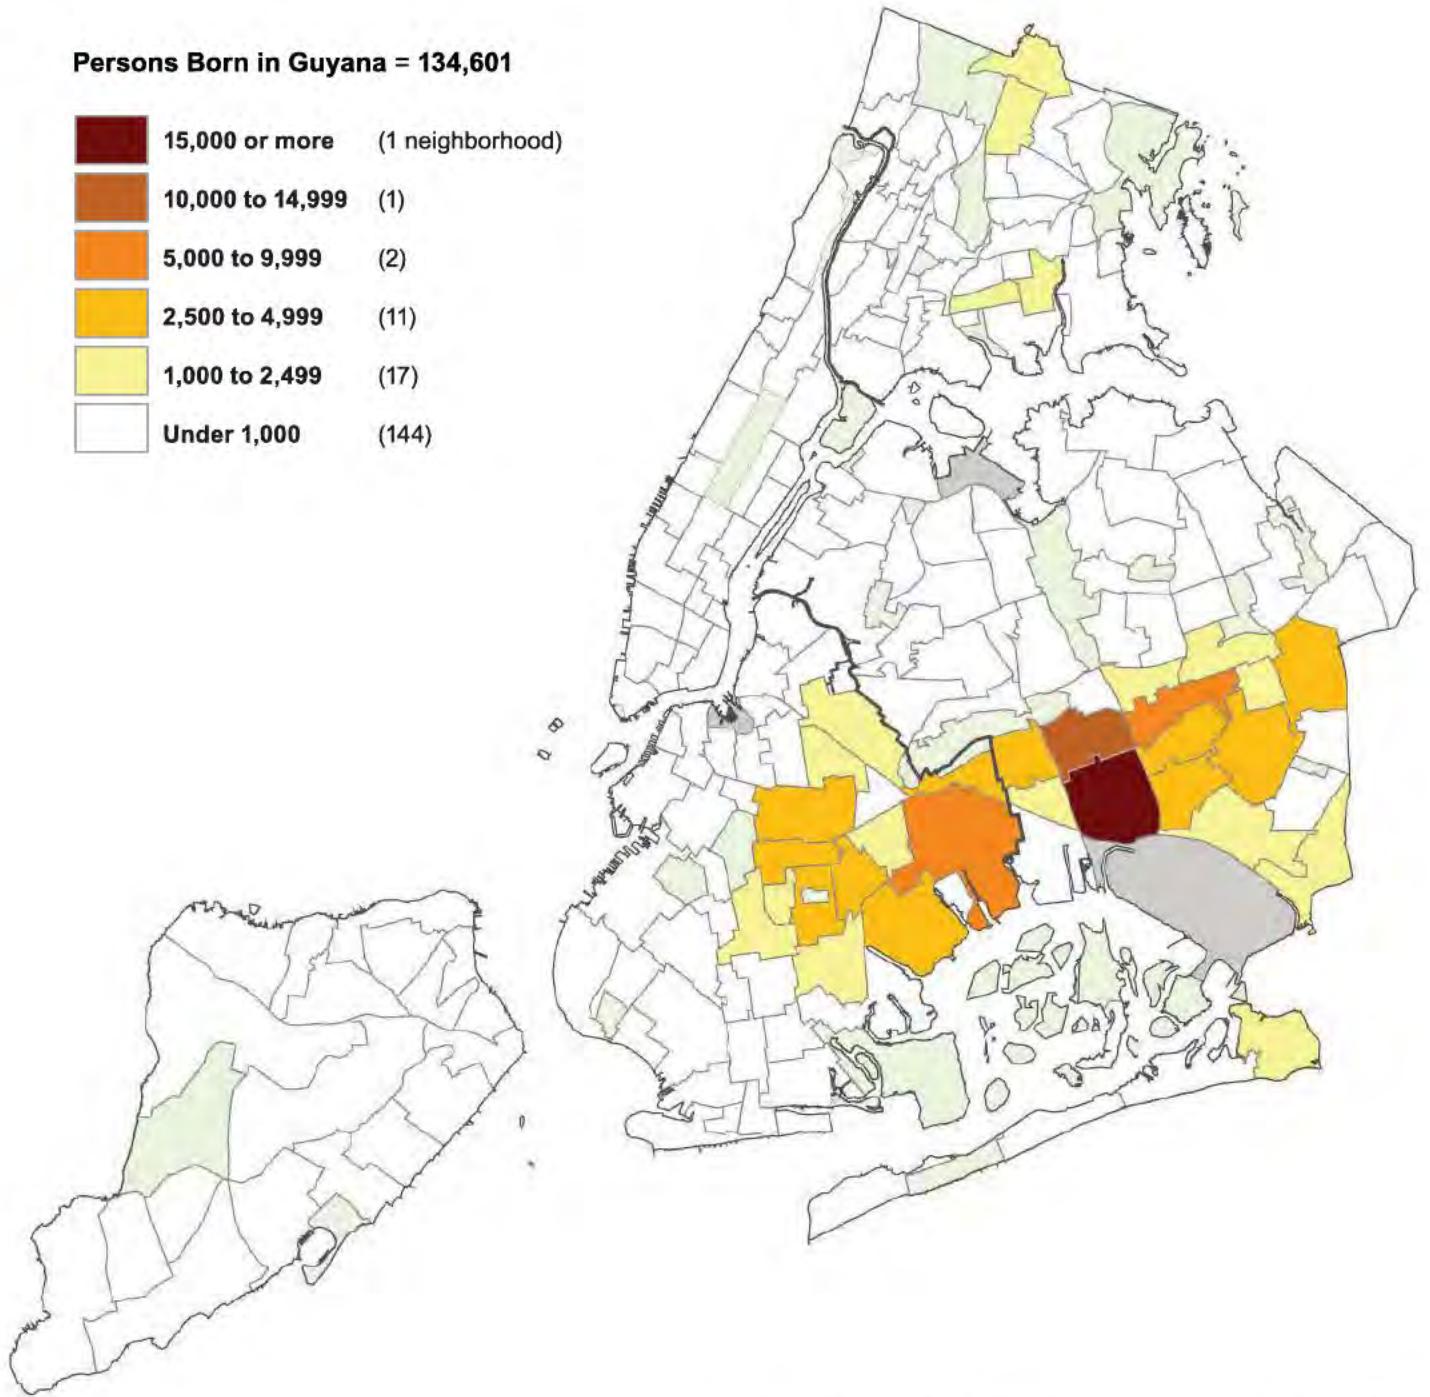 Persons Born in Guyana = 134,601
15,000 or more (1 neighborhood)
10,000 to 14,999 (1)
5,000 to 9,999 (2)
2,500 to 4,999 (11)
1,000 to 2,499 (17)
Under 1,000 (144)